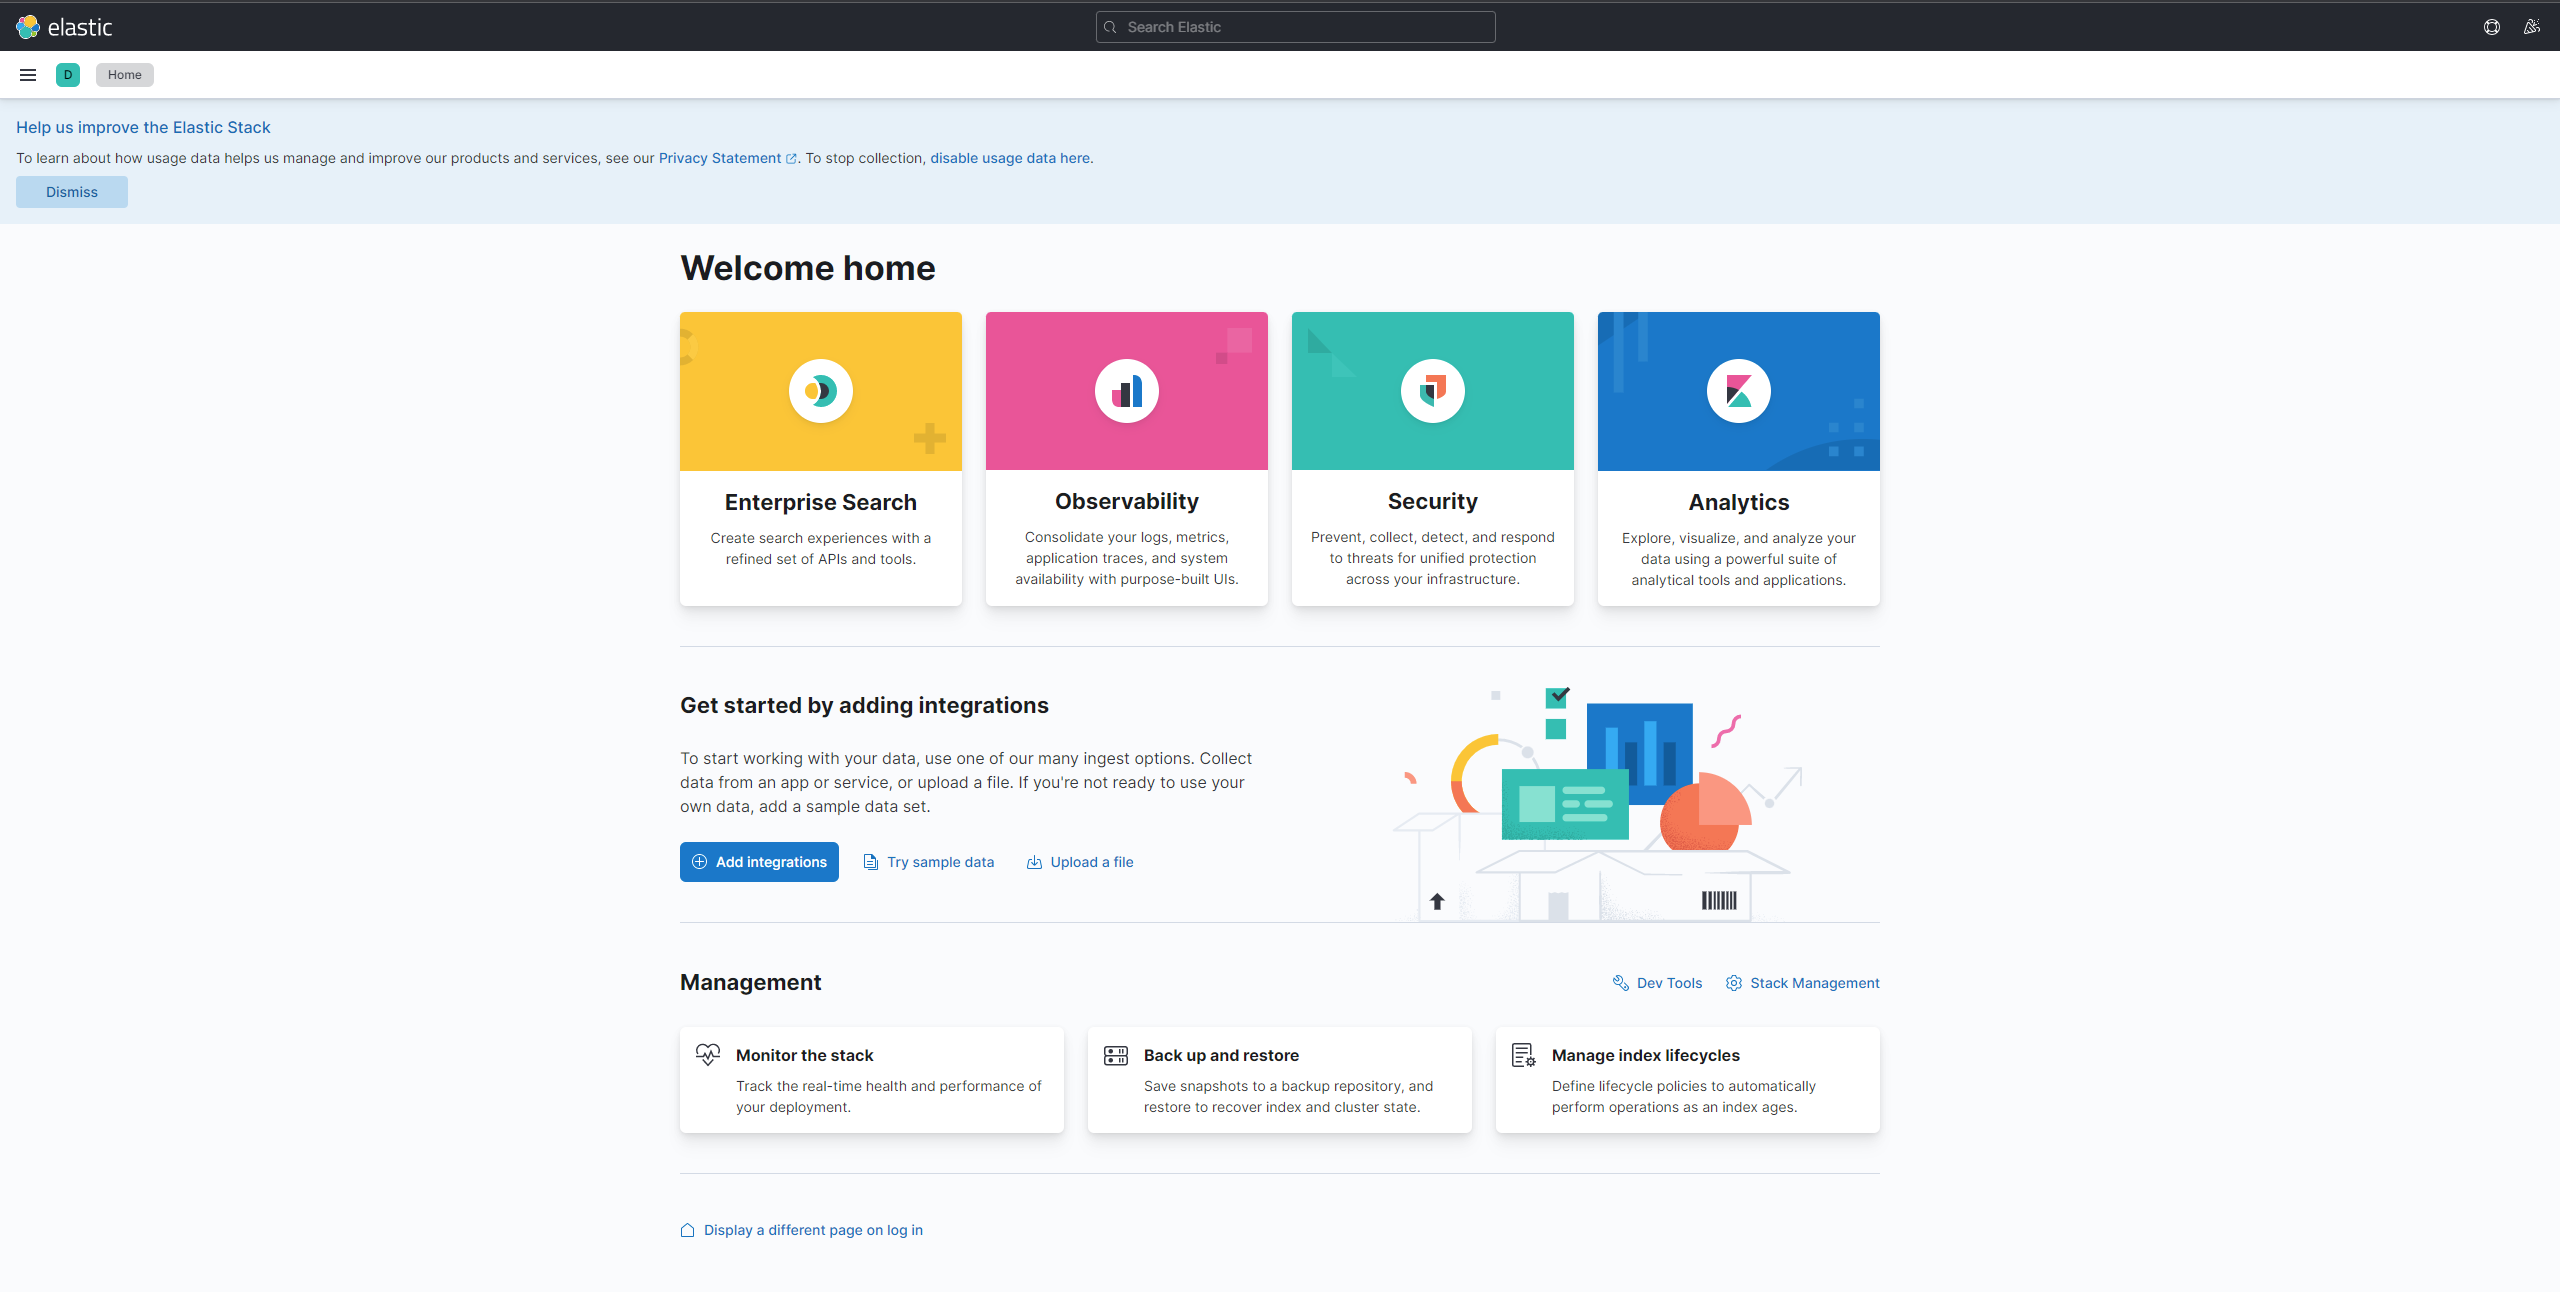 elastic
Search Elastic
D
Home
Help us improve the Elastic Stack
To learn about how usage data helps us manage and improve our products and services, see our Privacy Statement. To stop collection, disable usage data here.
Dismiss
Welcome home
Enterprise Search
Create search experiences with a
refined set of APIs and tools.
Observability
Consolidate your logs, metrics,
application traces, and system
availability with purpose-built UIs.
Security
Prevent, collect, detect, and respond
to threats for unified protection
across your infrastructure.
Analytics
Explore, visualize, and analyze your
data using a powerful suite of
analytical tools and applications.
Get started by adding integrations
To start working with your data, use one of our many ingest options. Collect
data from an app or service, or upload a file. If you're not ready to use your
own data, add a sample data set.
Add integrations
Try sample data
Upload a file
Management
Dev Tools
Stack Management
Monitor the stack
Track the real-time health and performance of
your deployment.
Back up and restore
Save snapshots to a backup repository, and
restore to recover index and cluster state.
Manage index lifecycles
Define lifecycle policies to automatically
perform operations as an index ages.
Display a different page on log in